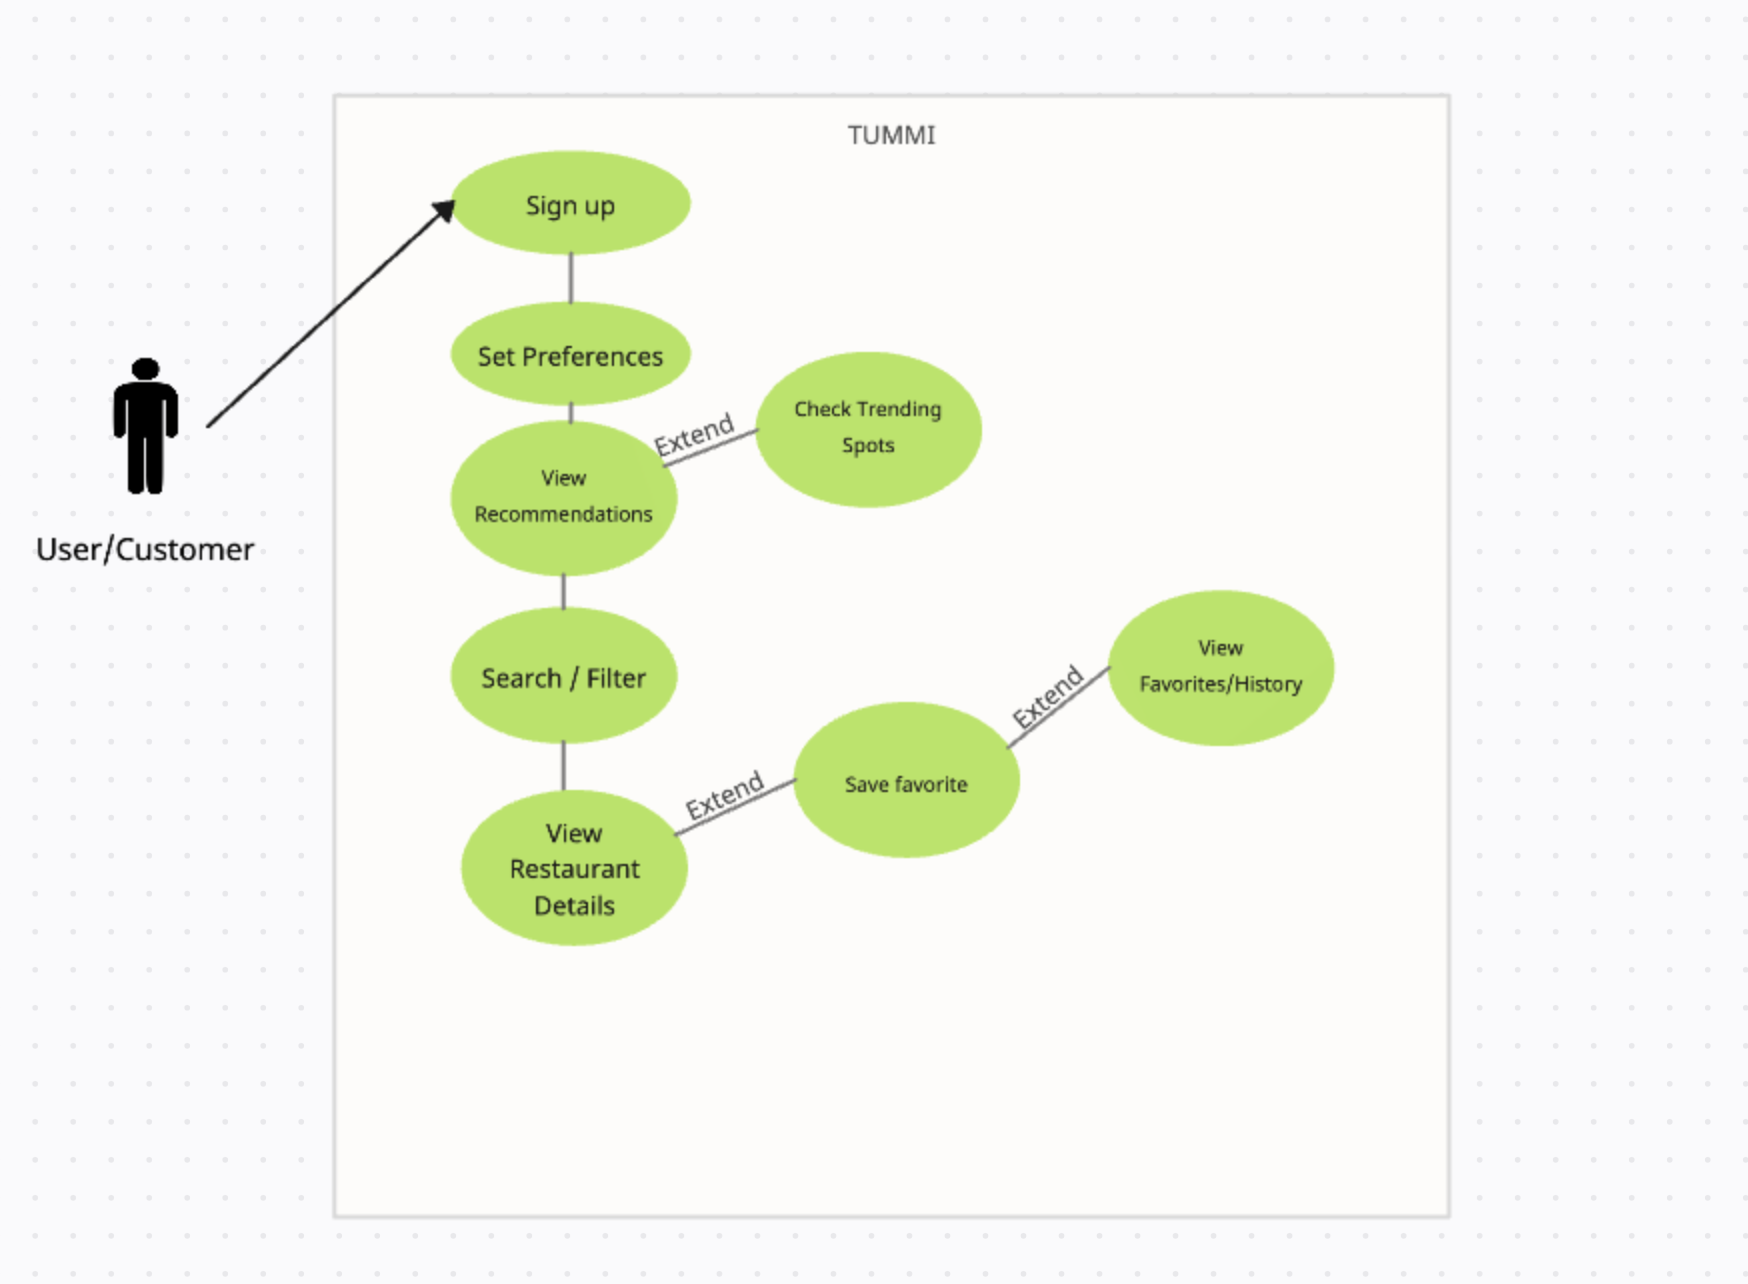 TUMMI
Sign up
Set Preferences
Extend
Check Trending
Spots
View
Recommendations
User/Customer
Search / Filter
View
Favorites/History
Extend
Save favorite
Extend
View
Restaurant
Details